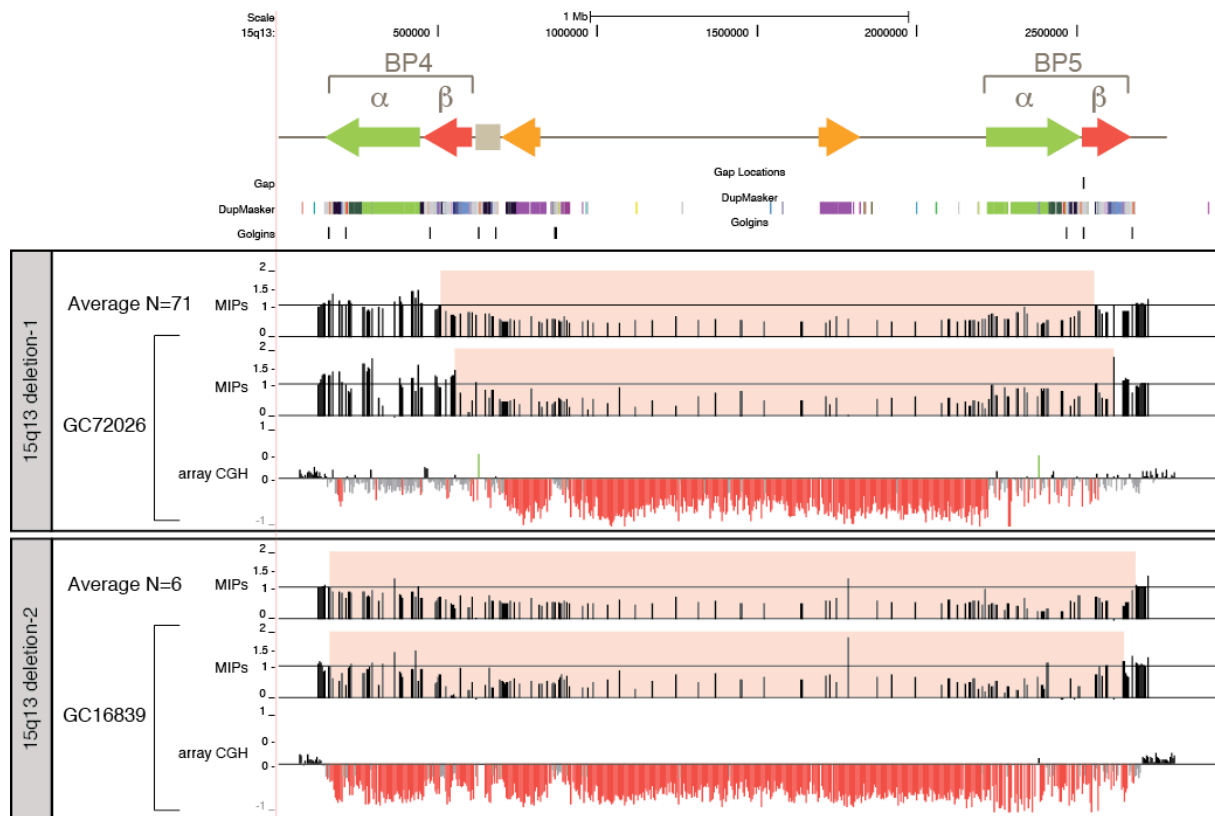 Scale 1 Mb
15q13: 500000 1000000 1500000 2000000 2500000
BP4 BP5
α β α β
Gap Locations
Gap
DupMasker
DupMasker
Golgins
Golgins
15q13 deletion-1
Average N=71 MIPs
2
1.5
1
0
GC72026
MIPs
2
1.5
1
0
array CGH
1
0
0
-1
15q13 deletion-2
Average N=6 MIPs
2
1.5
1
0
GC16839
MIPs
2
1.5
1
0
array CGH
1
0
0
-1